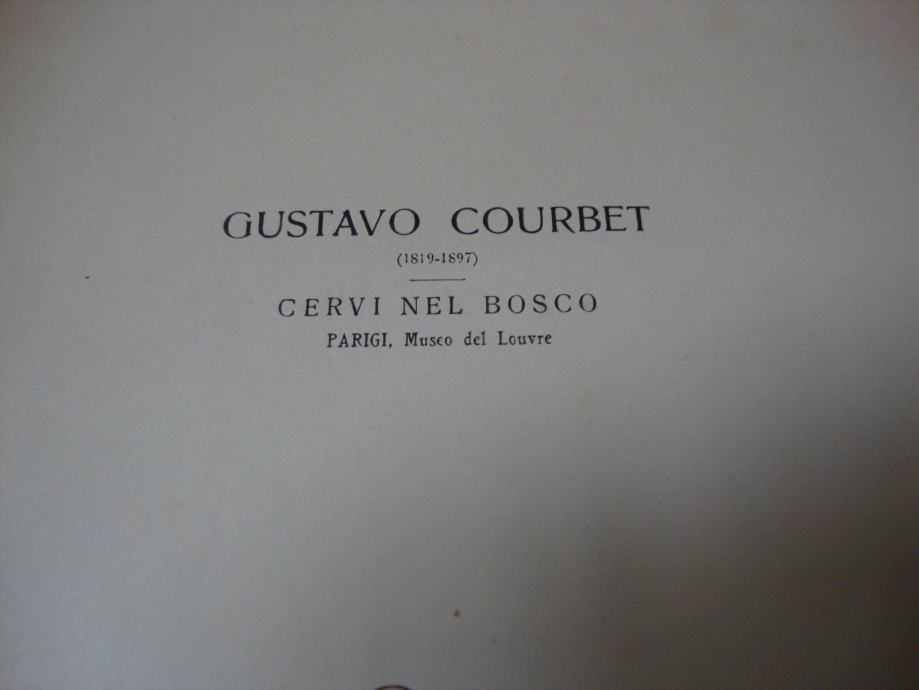 GUSTAVO COURBET
(1819-1897)
CERVI NEL BOSCO
PARIGI, Museo del Louvre